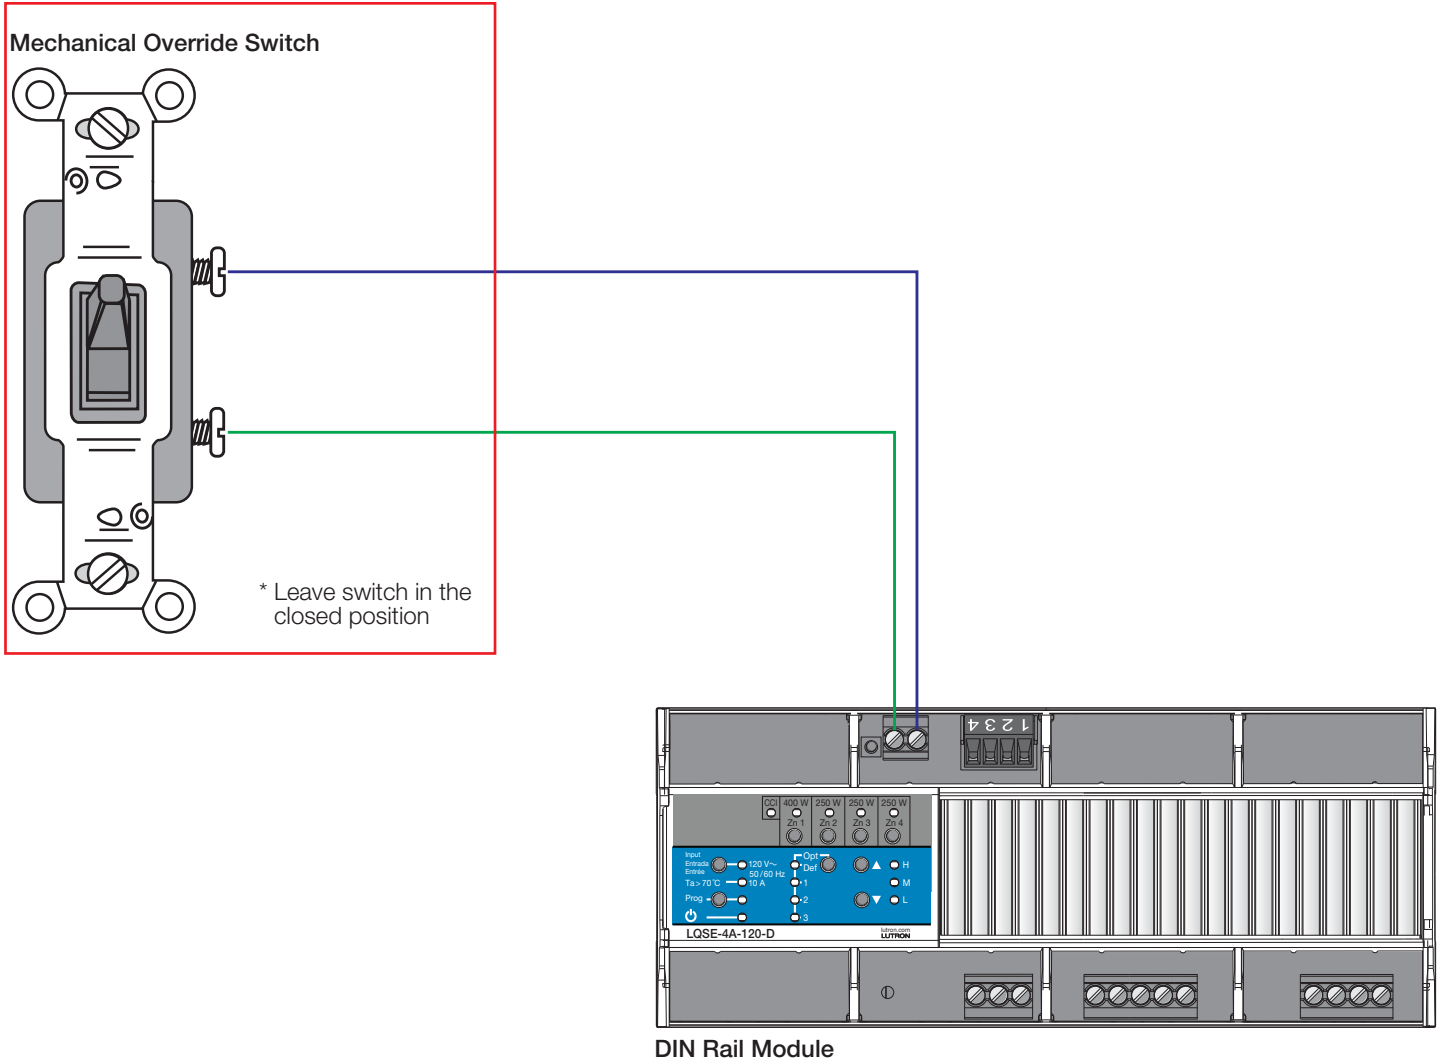 Mechanical Override Switch
* Leave switch in the
closed position
1 2 3 4
CCI 400 W 250 W 250 W 250 W
Zn 1 Zn 2 Zn 3 Zn 4
Input
Entrada
Entrée
120 V~
50/60 Hz
10 A
Ta > 70˚C
Prog
Opt
Def
1
2
3
H
M
L
LQSE-4A-120-D
lutron.com
LUTRON
DIN Rail Module